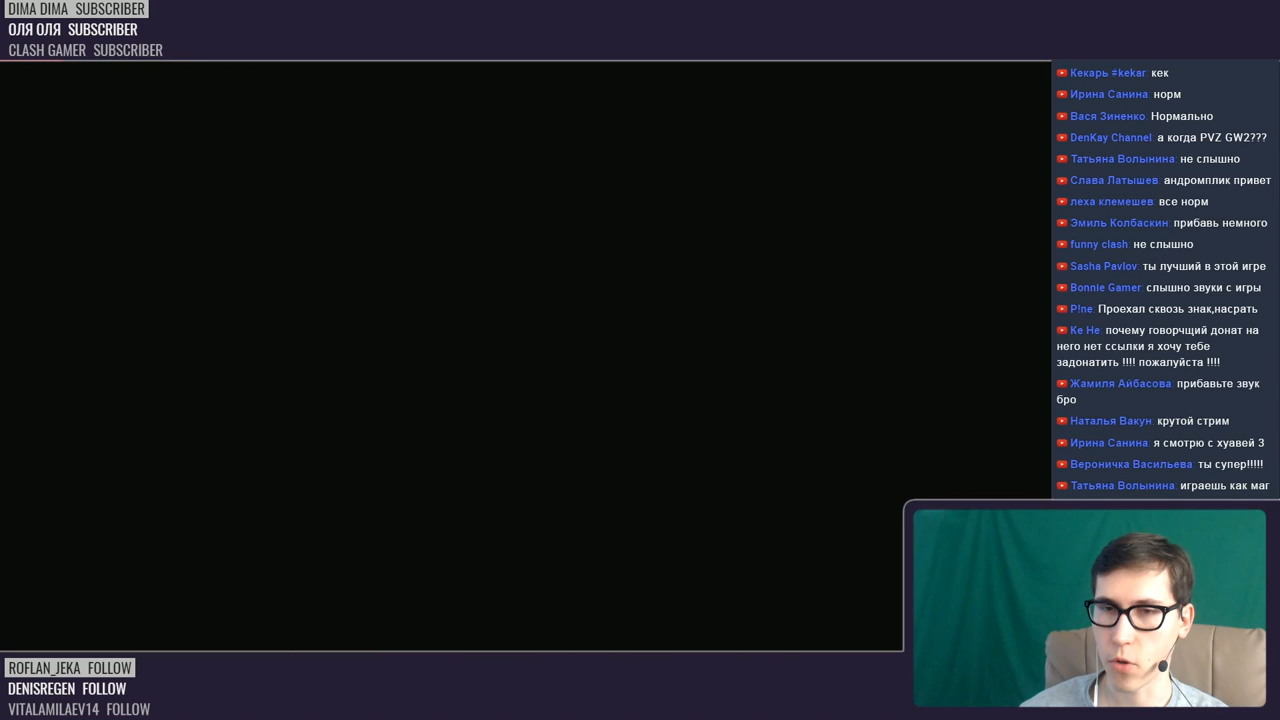 DIMA DIMA SUBSCRIBER
ОЛЯ ОЛЯ SUBSCRIBER
CLASH GAMER SUBSCRIBER
Кекарь #kekar: кек
Ирина Санина: норм
Вася Зиненко: Нормально
DenKay Channel: а когда PVZ GW2???
Татьяна Волынина: не слышно
Слава Латышев: андромплик привет
леха клемешев: все норм
Эмиль Колбаскин: прибавь немного
funny clash: не слышно
Sasha Pavlov: ты лучший в этой игре
Bonnie Gamer: слышно звуки с игры
P!ne: Проехал сквозь знак,насрать
Ke He: почему говорчщий донат на
него нет ссылки я хочу тебе
задонатить !!!! пожалуйста !!!!
Жамиля Айбасова: прибавьте звук
бро
Наталья Вакун: крутой стрим
Ирина Санина: я смотрю с хуавей 3
Вероничка Васильева: ты супер!!!!!
Татьяна Волынина: играешь как маг
ROFLAN_JEKA FOLLOW
DENISREGEN FOLLOW
VITALAMILAEV14 FOLLOW